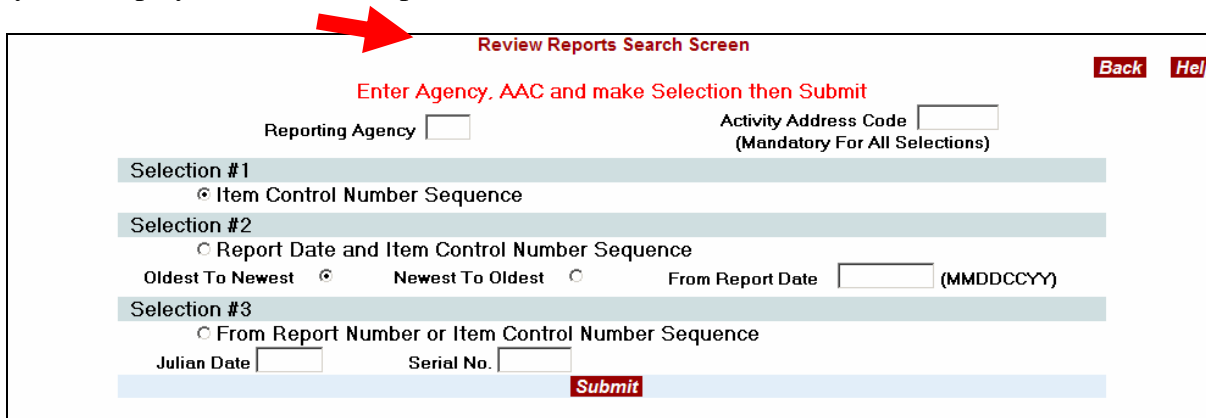 Review Reports Search Screen
Back Hel
Enter Agency, AAC and make Selection then Submit
Reporting Agency Activity Address Code
(Mandatory For All Selections)
Selection #1
Item Control Number Sequence
Selection #2
Report Date and Item Control Number Sequence
Oldest To Newest Newest To Oldest From Report Date (MMDDCCYY)
Selection #3
From Report Number or Item Control Number Sequence
Julian Date Serial No.
Submit